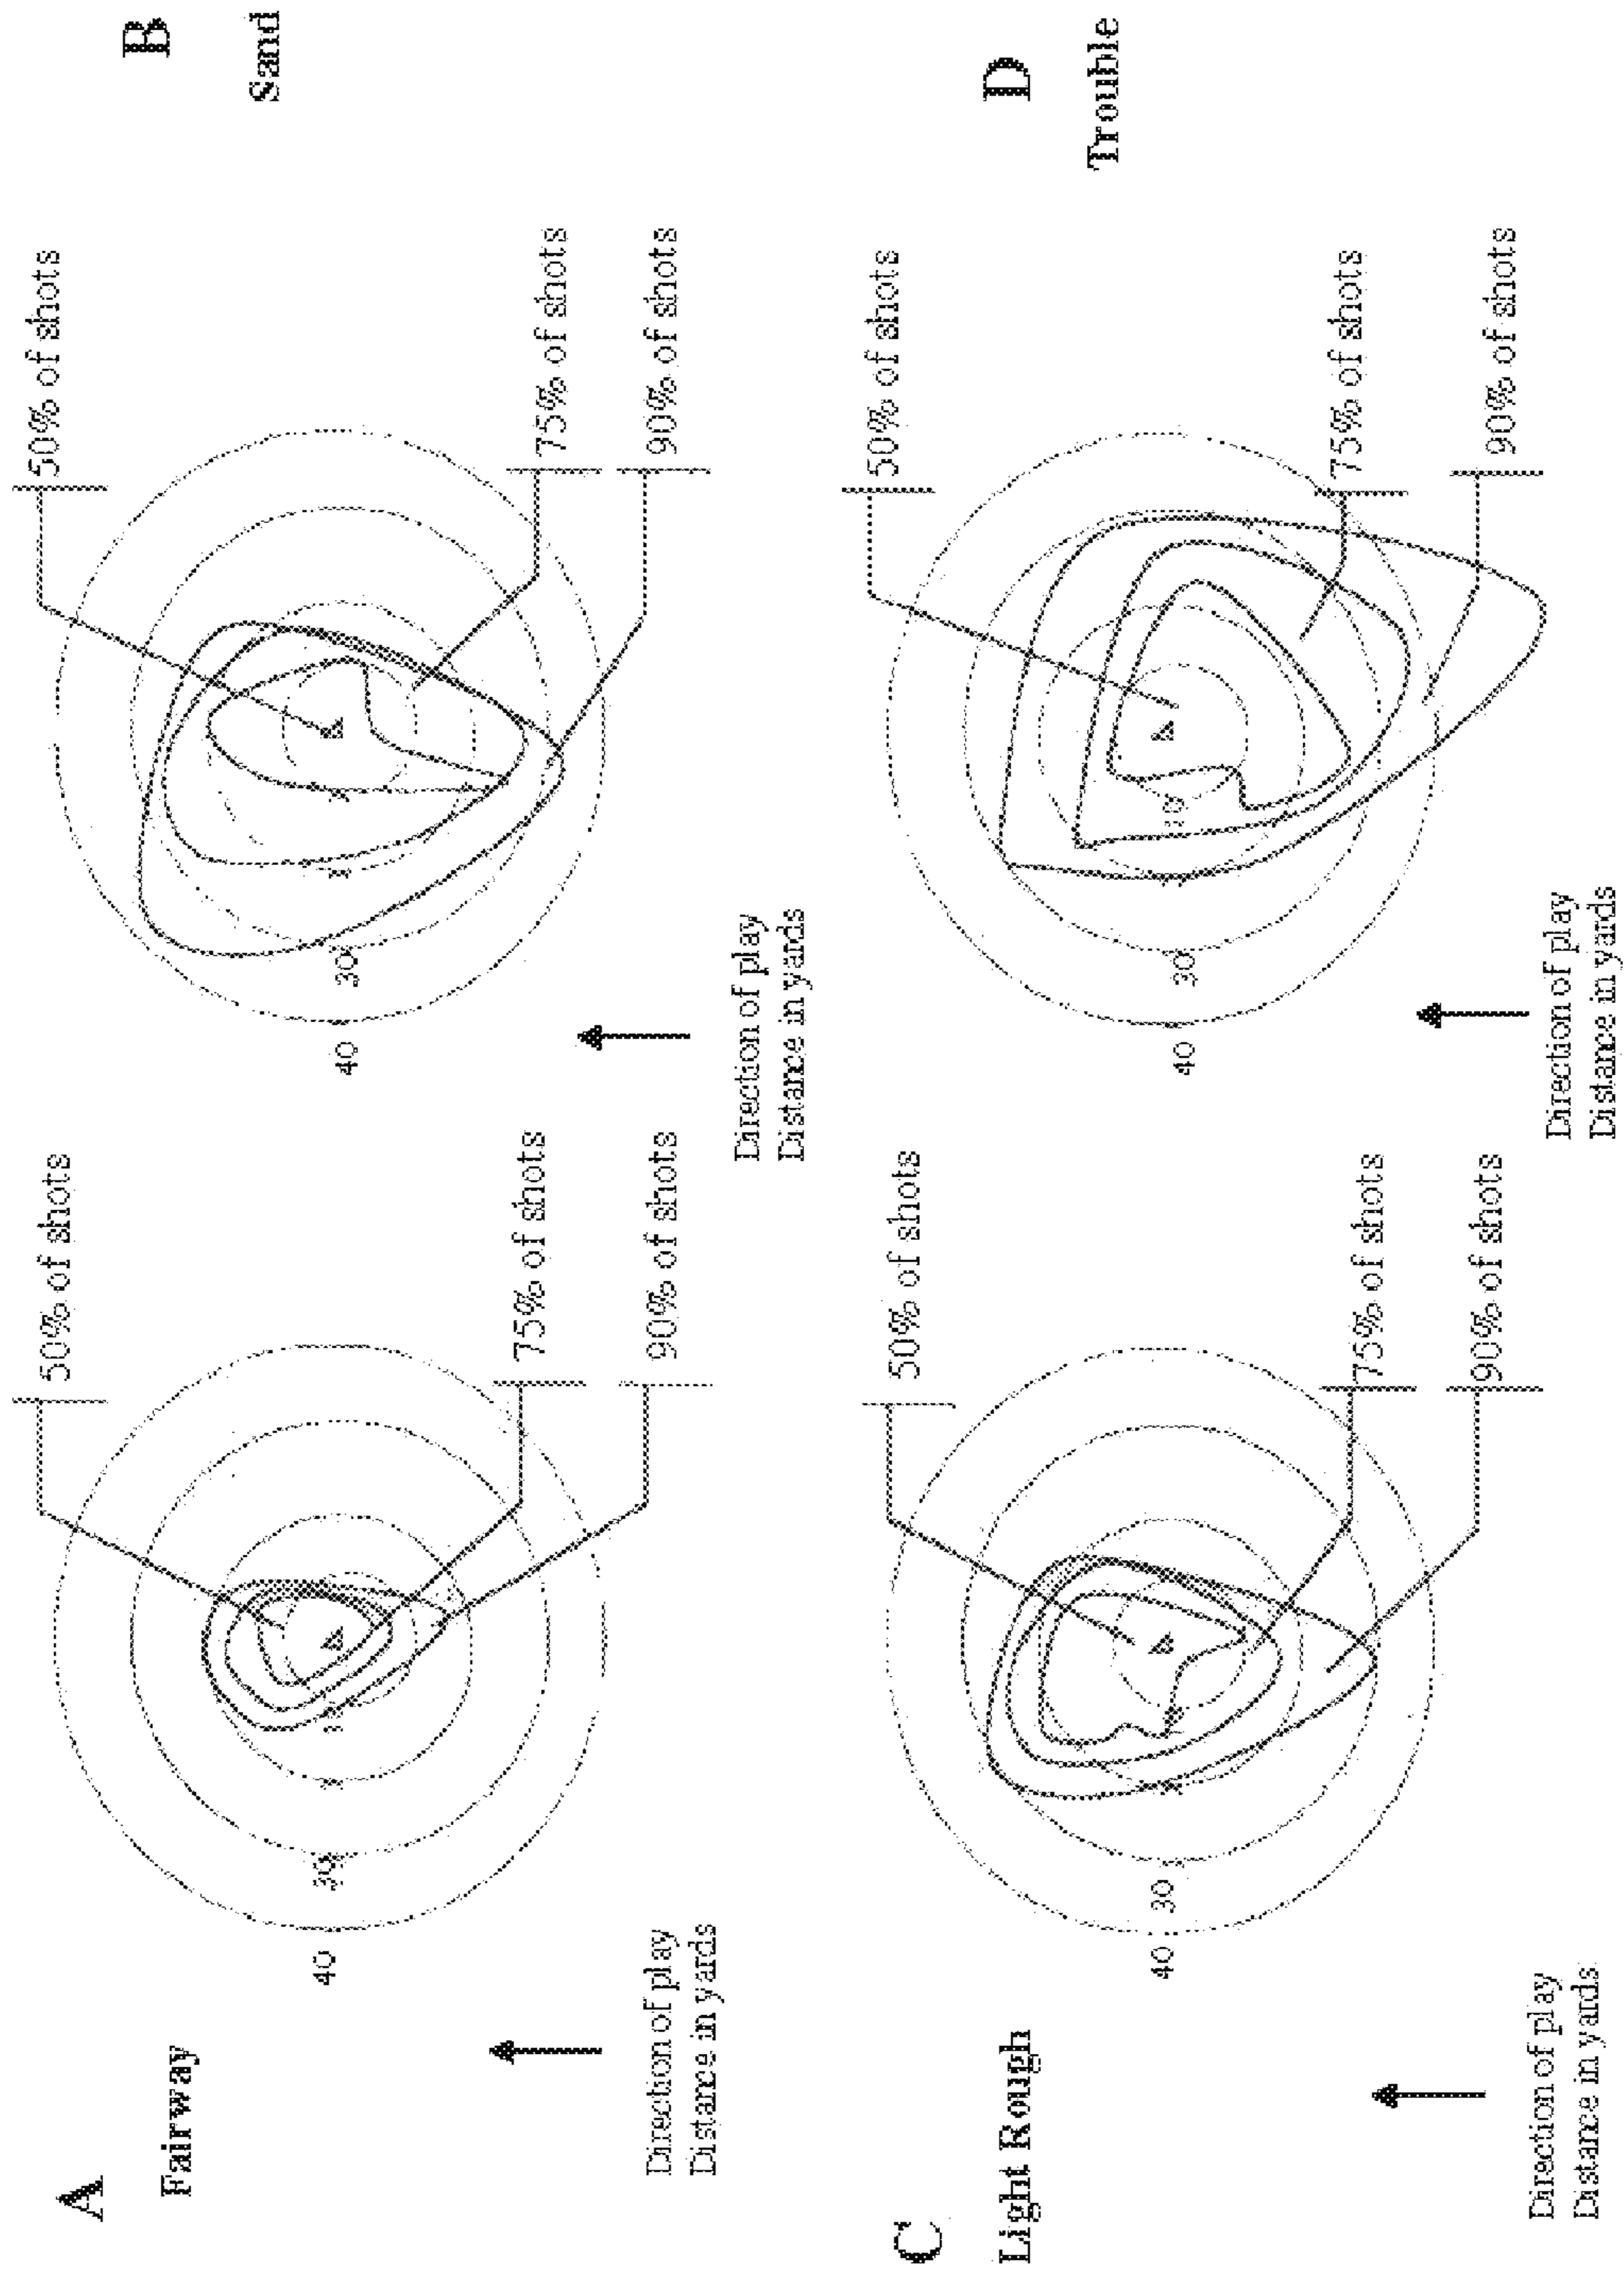 A
Fairway
50% of shots
75% of shots
90% of shots
30
40
Direction of play
Distance in yards
B
Sand
50% of shots
75% of shots
90% of shots
30
40
Direction of play
Distance in yards
C
Light Rough
50% of shots
75% of shots
90% of shots
30
40
Direction of play
Distance in yards
D
Trouble
50% of shots
75% of shots
90% of shots
10
30
40
Direction of play
Distance in yards